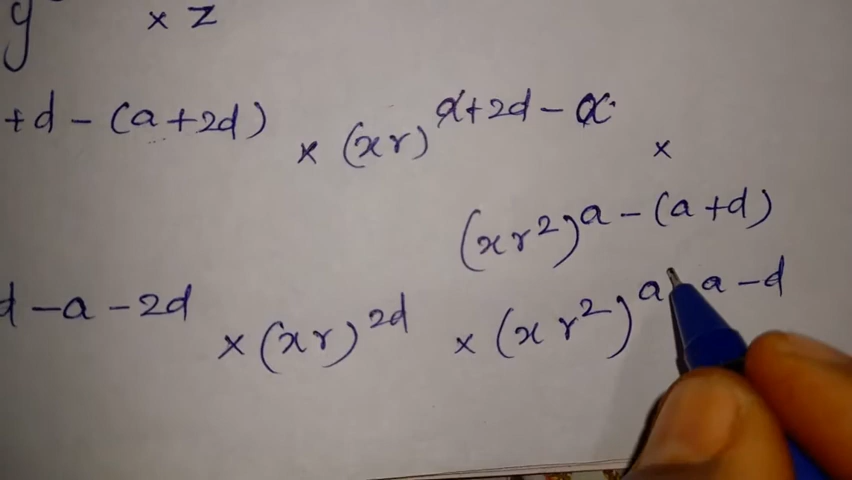 y × z
+ d - (a + 2d) × (xr)^a + 2d - a ×
(xr²)^a - (a + d)
d - a - 2d × (xr)^2d × (xr²)^a a - d